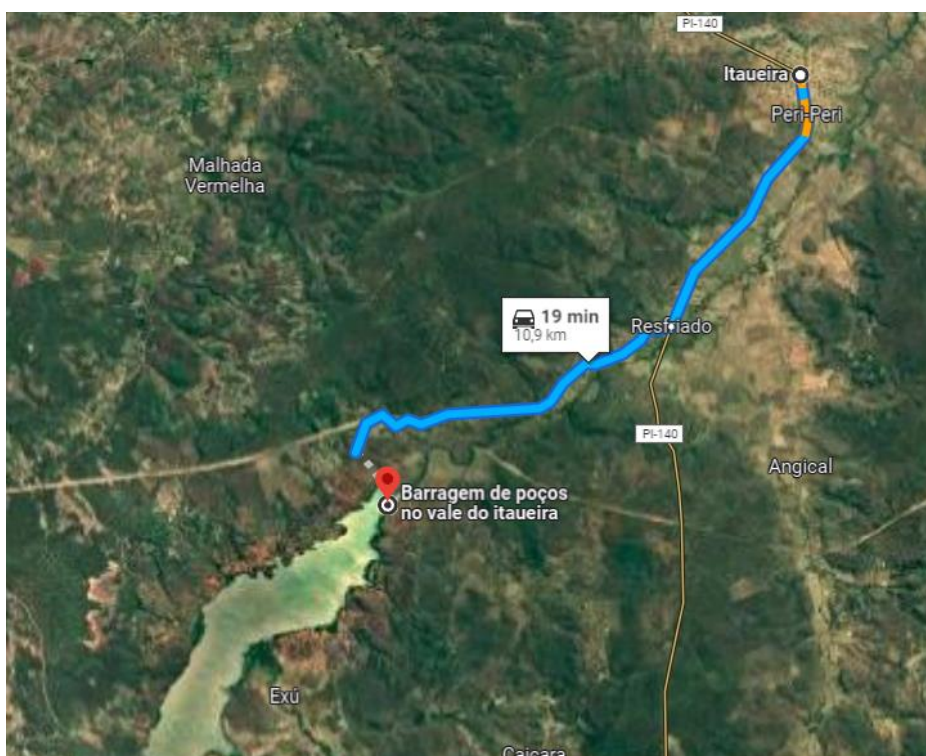 PI-140
Itaueira
Peri-Peri
Malhada
Vermelha
19 min
10,9 km
Resfriado
PI-140
Angical
Barragem de poços
no vale do itaueira
Exú
Caiçara